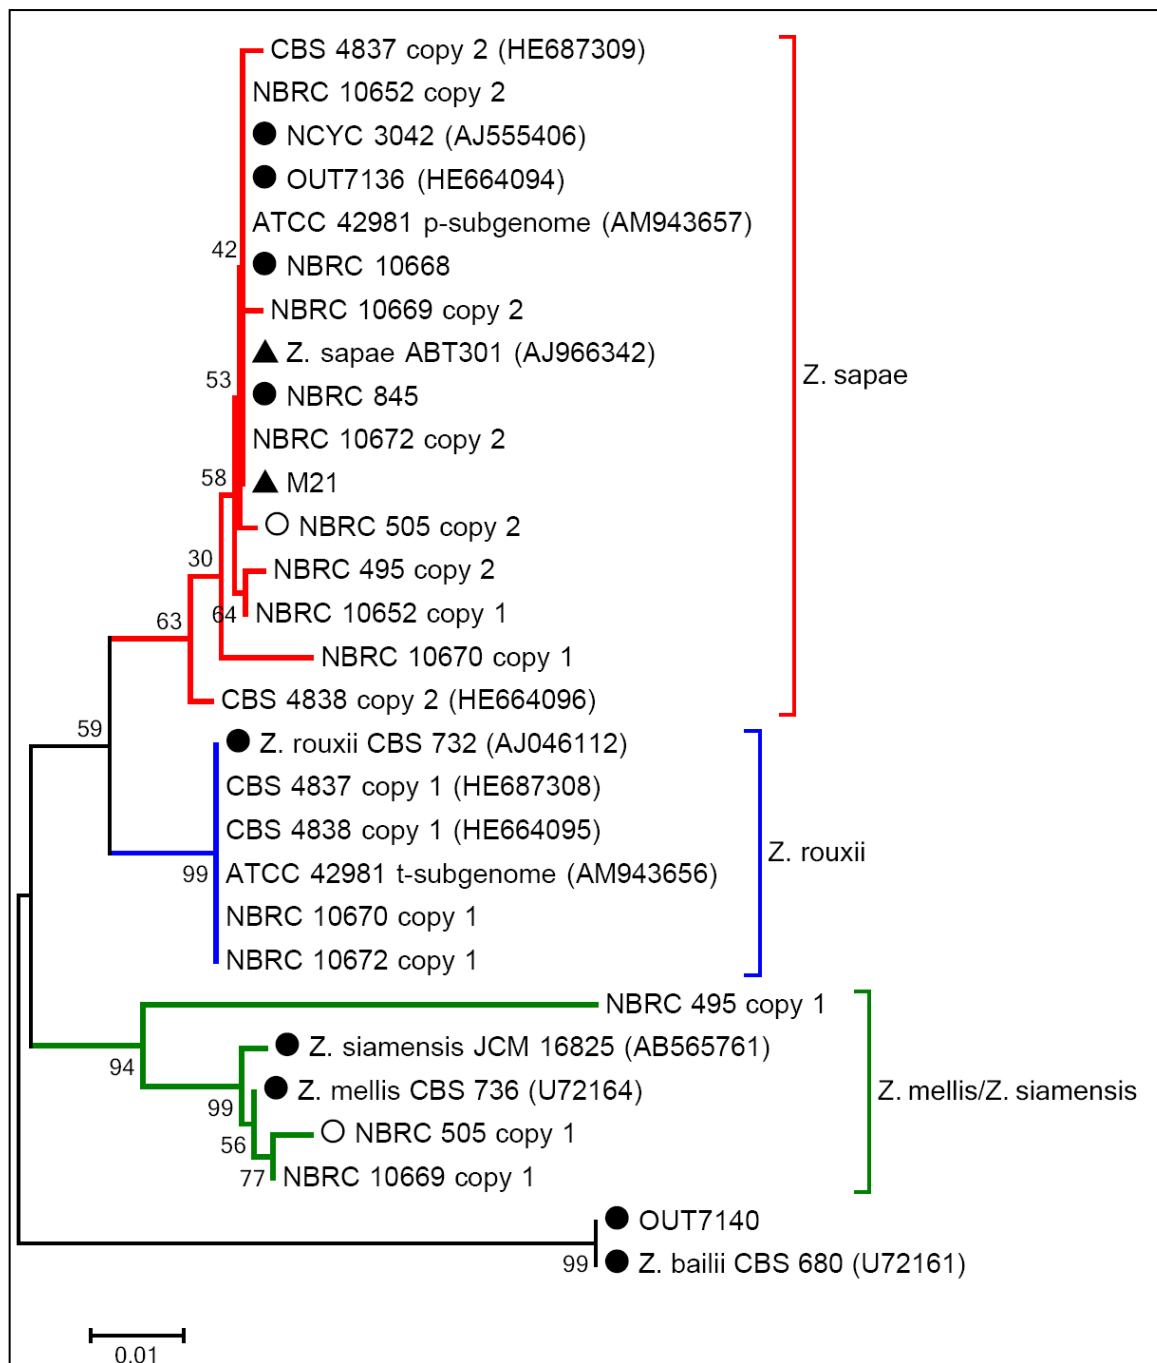 CBS 4837 copy 2 (HE687309)
NBRC 10652 copy 2
NCYC 3042 (AJ555406)
OUT7136 (HE664094)
ATCC 42981 p-subgenome (AM943657)
42
NBRC 10668
NBRC 10669 copy 2
Z. sapae ABT301 (AJ966342)
Z. sapae
53
NBRC 845
NBRC 10672 copy 2
58
M21
NBRC 505 copy 2
30
NBRC 495 copy 2
64
NBRC 10652 copy 1
63
NBRC 10670 copy 1
CBS 4838 copy 2 (HE664096)
59
Z. rouxii CBS 732 (AJ046112)
CBS 4837 copy 1 (HE687308)
CBS 4838 copy 1 (HE664095)
Z. rouxii
99
ATCC 42981 t-subgenome (AM943656)
NBRC 10670 copy 1
NBRC 10672 copy 1
NBRC 495 copy 1
Z. siamensis JCM 16825 (AB565761)
94
Z. mellis CBS 736 (U72164)
Z. mellis/Z. siamensis
99
NBRC 505 copy 1
56
77
NBRC 10669 copy 1
OUT7140
99
Z. bailii CBS 680 (U72161)
0.01